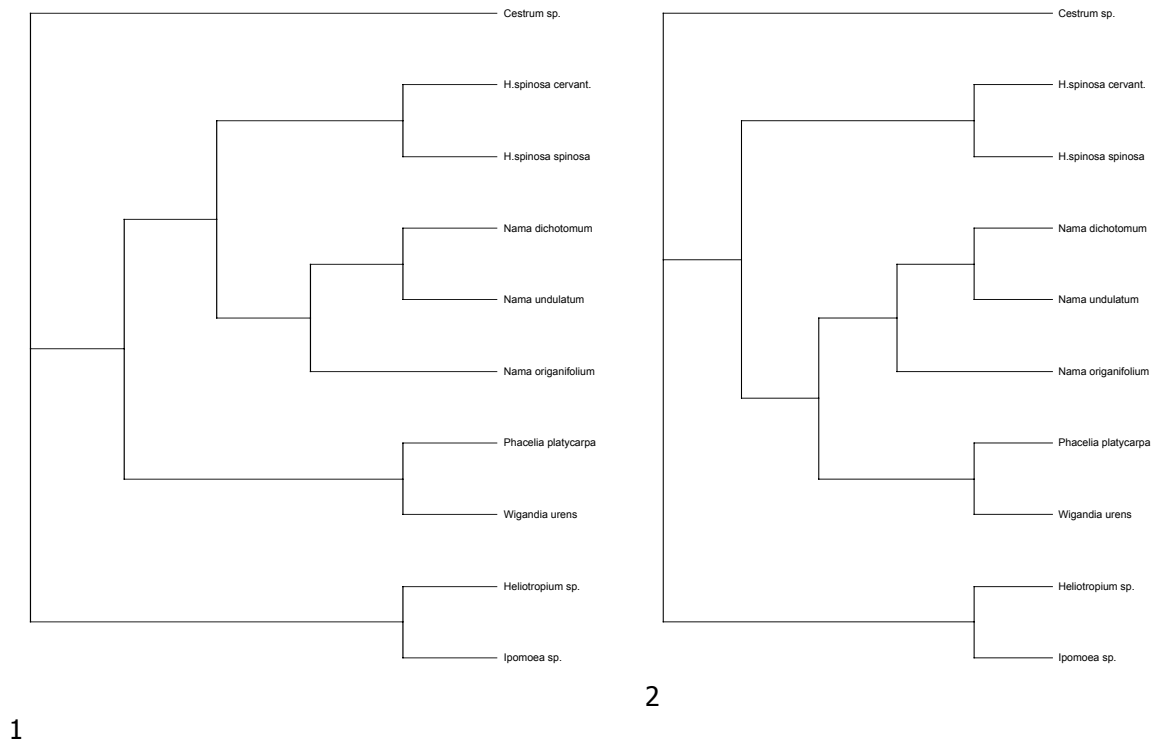 Cestrum sp.
H.spinosa cervant.
H.spinosa spinosa
Nama dichotomum
Nama undulatum
Nama origanifolium
Phacelia platycarpa
Wigandia urens
Heliotropium sp.
Ipomoea sp.
1
Cestrum sp.
H.spinosa cervant.
H.spinosa spinosa
Nama dichotomum
Nama undulatum
Nama origanifolium
Phacelia platycarpa
Wigandia urens
Heliotropium sp.
Ipomoea sp.
2